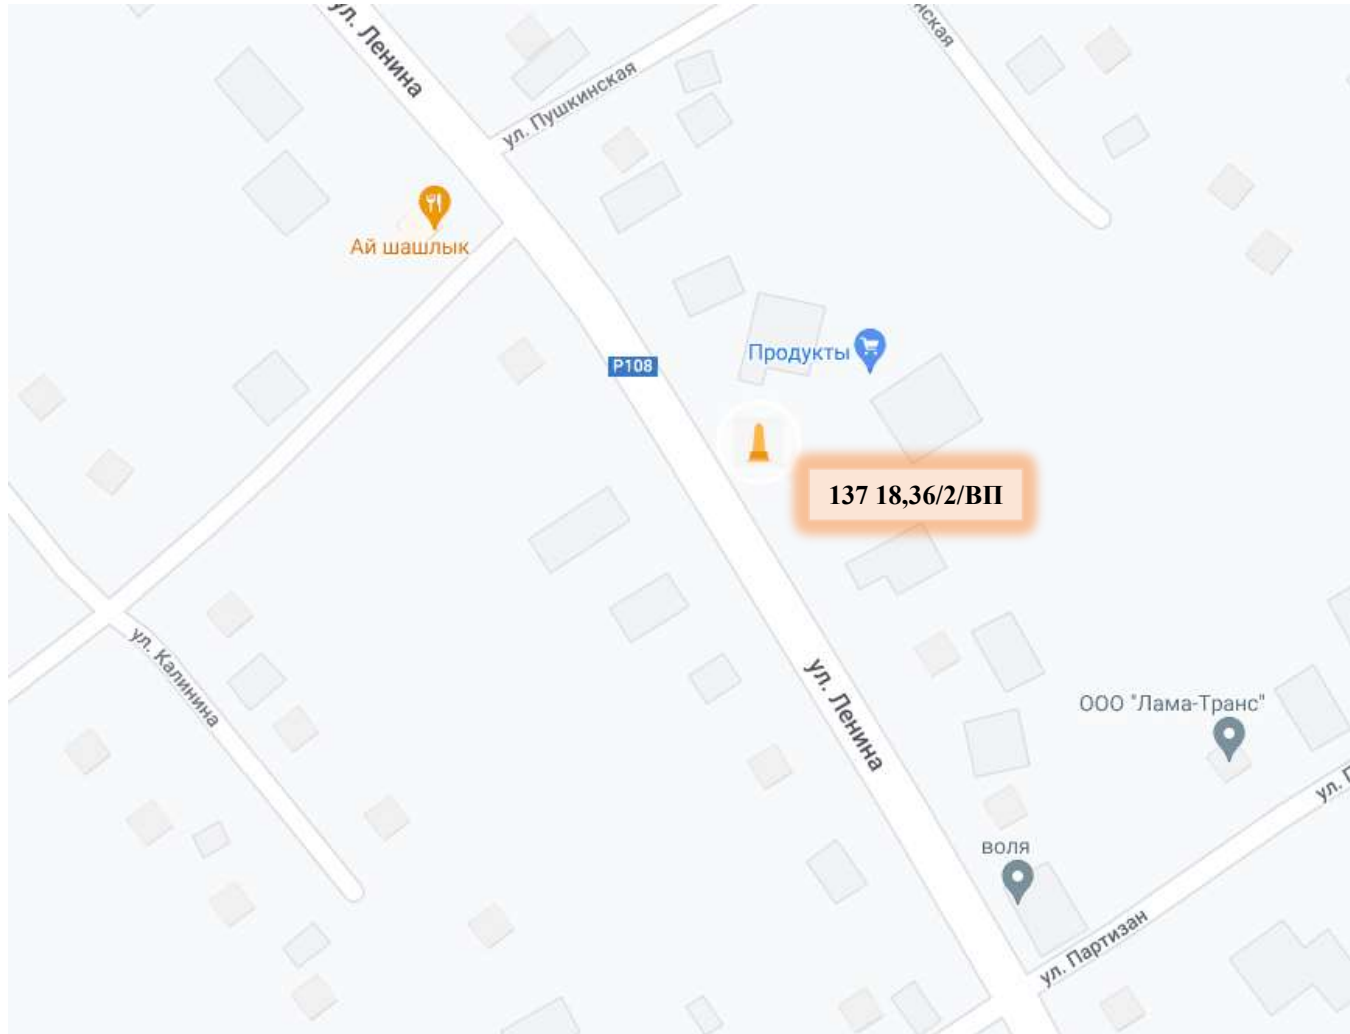 ул. Ленина
ул. Пушкинская
нская
Ай шашлык
Р108
Продукты
137 18,36/2/ВП
ул. Калинина
ул. Ленина
ООО "Лама-Транс"
ул. П
воля
ул. Партизан